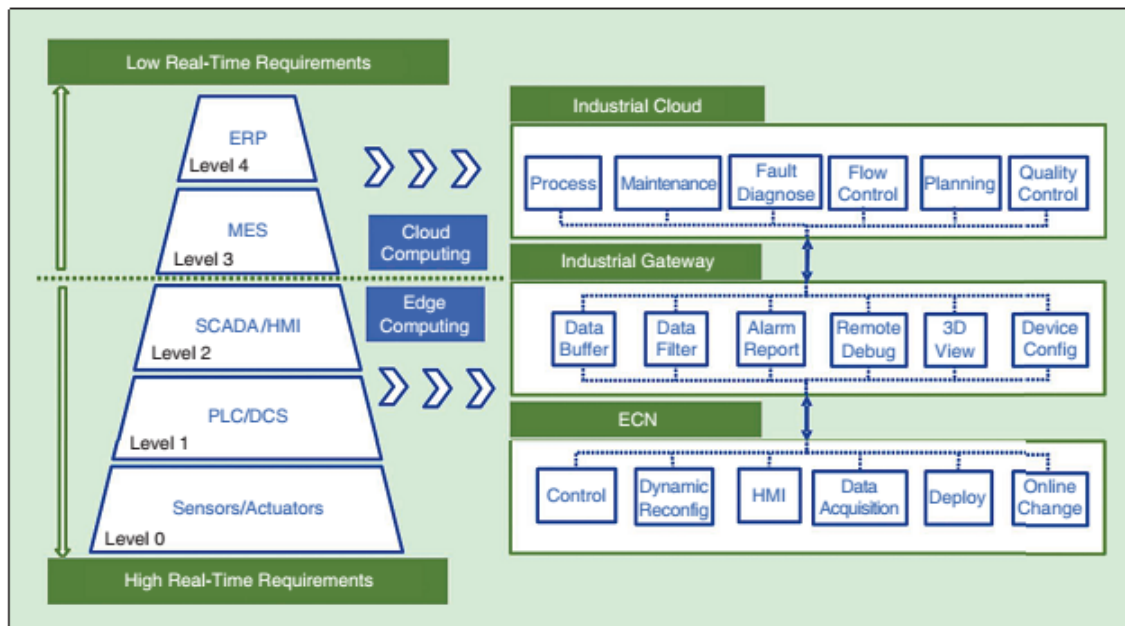 Low Real-Time Requirements
ERP
Level 4
MES
Level 3
Cloud
Computing
SCADA/HMI
Level 2
Edge
Computing
PLC/DCS
Level 1
Sensors/Actuators
Level 0
High Real-Time Requirements
Industrial Cloud
Process
Maintenance
Fault
Diagnose
Flow
Control
Planning
Quality
Control
Industrial Gateway
Data
Buffer
Data
Filter
Alarm
Report
Remote
Debug
3D
View
Device
Config
ECN
Control
Dynamic
Reconfig
HMI
Data
Acquisition
Deploy
Online
Change